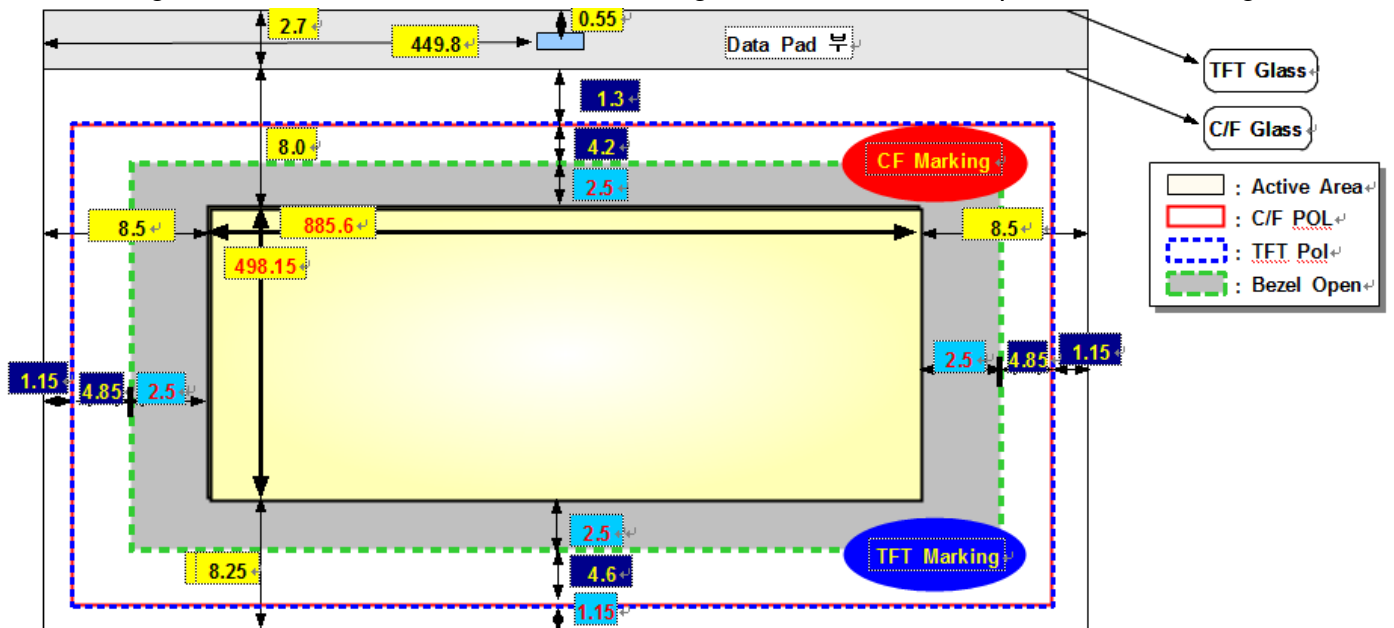 2.7
0.55
449.8
Data Pad 부
TFT Glass
1.3
C/F Glass
8.0
4.2
CF Marking
2.5
: Active Area
: C/F POL
: TFT Pol
: Bezel Open
8.5
885.6
8.5
498.15
1.15
4.85
2.5
2.5
4.85
1.15
2.5
8.25
4.6
TFT Marking
1.15